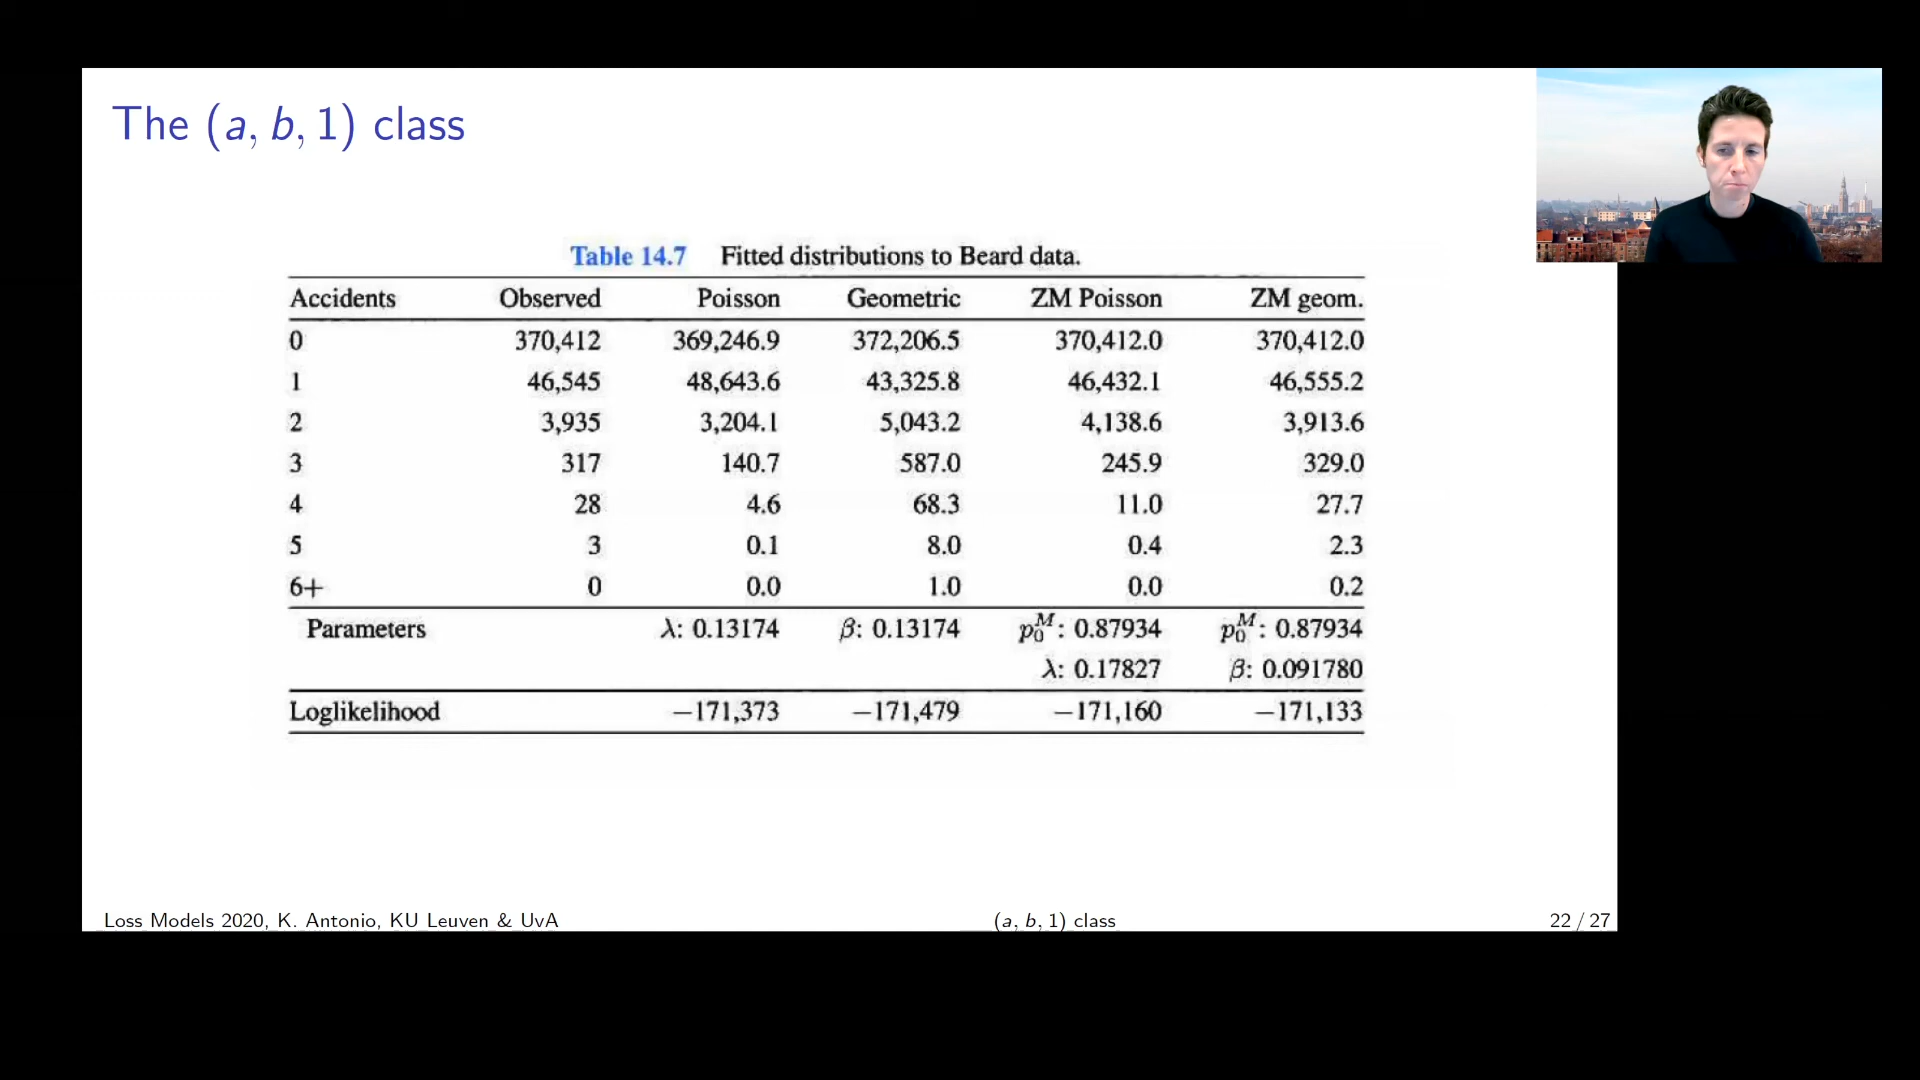 The (a, b, 1) class
Table 14.7 Fitted distributions to Beard data.
Accidents Observed Poisson Geometric ZM Poisson ZM geom.
0 370,412 369,246.9 372,206.5 370,412.0 370,412.0
1 46,545 48,643.6 43,325.8 46,432.1 46,555.2
2 3,935 3,204.1 5,043.2 4,138.6 3,913.6
3 317 140.7 587.0 245.9 329.0
4 28 4.6 68.3 11.0 27.7
5 3 0.1 8.0 0.4 2.3
6+ 0 0.0 1.0 0.0 0.2
Parameters λ: 0.13174 β: 0.13174 p₀ᴹ: 0.87934 p₀ᴹ: 0.87934
λ: 0.17827 β: 0.091780
Loglikelihood −171,373 −171,479 −171,160 −171,133
Loss Models 2020, K. Antonio, KU Leuven & UvA (a, b, 1) class 22 / 27